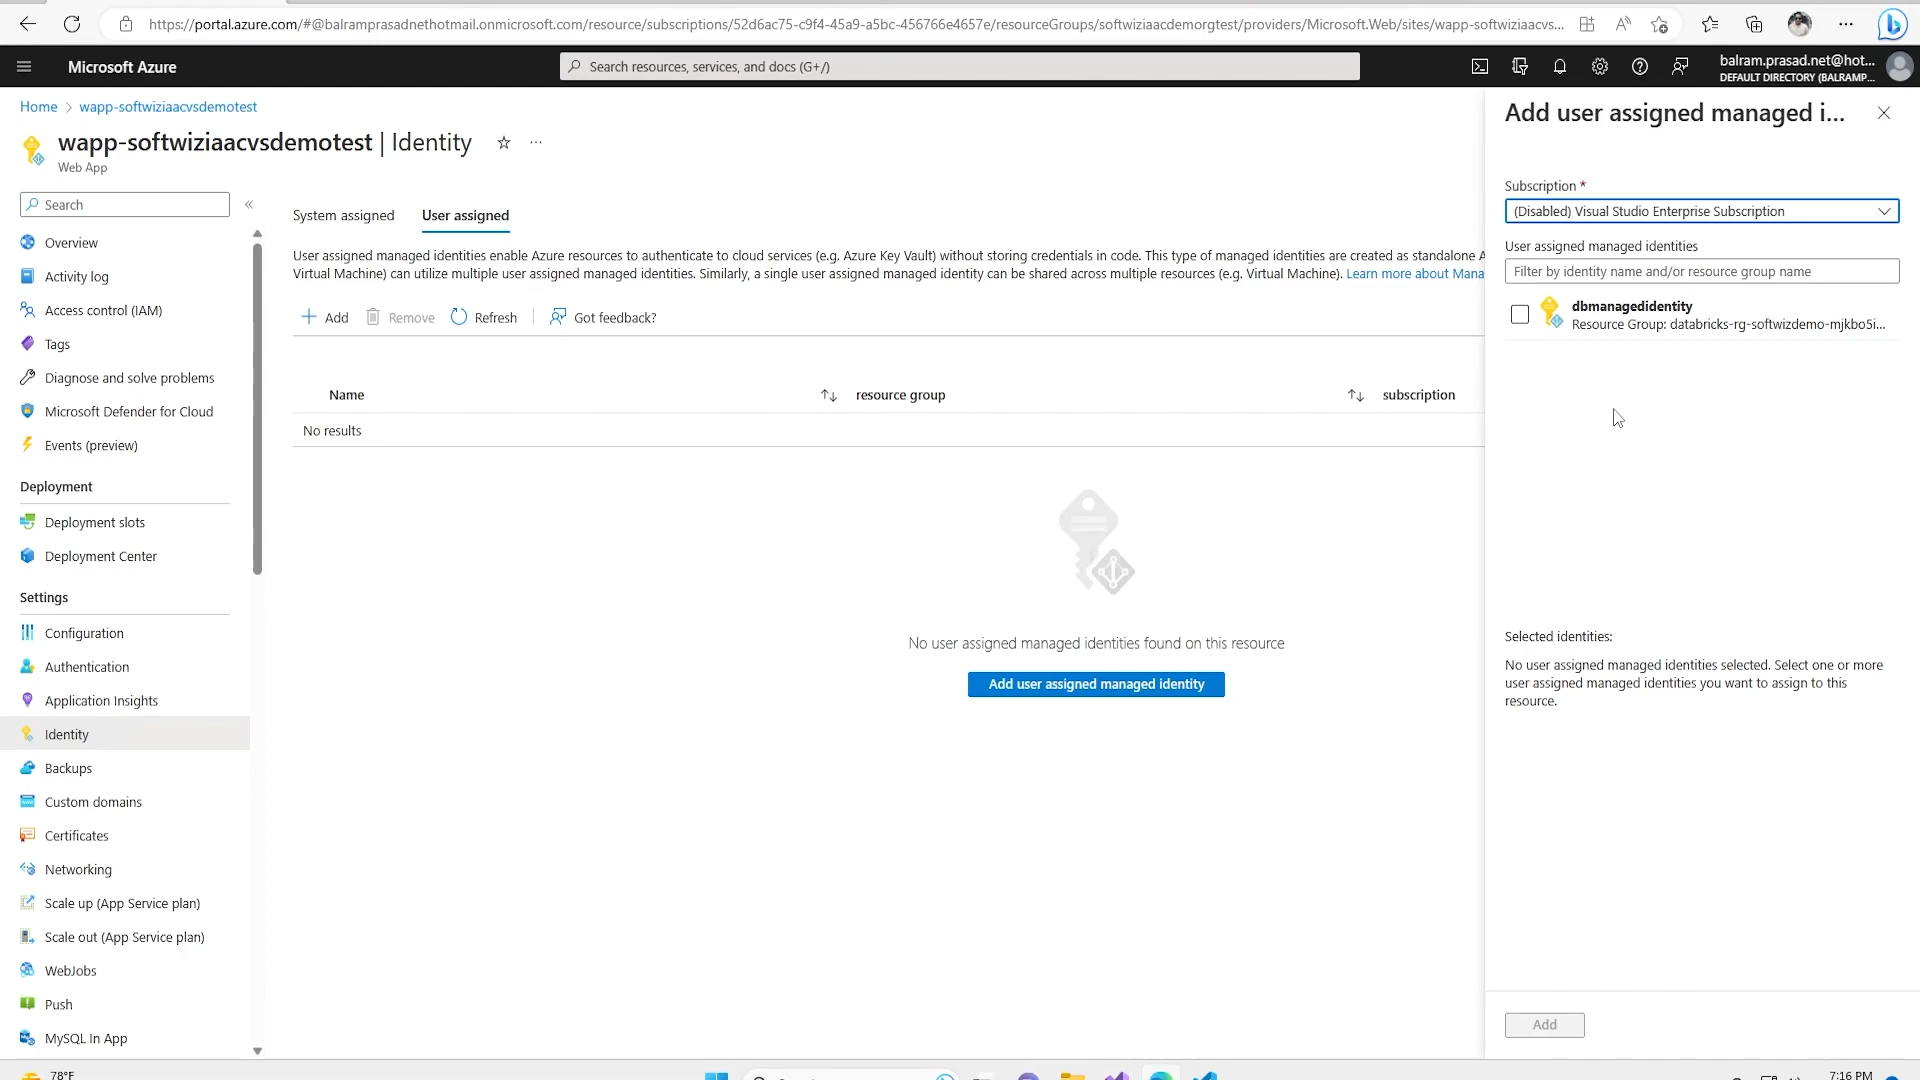 https://portal.azure.com/#@balramprasadnethotmail.onmicrosoft.com/resource/subscriptions/52d6ac75-c9f4-45a9-a5bc-456766e4657e/resourceGroups/softwiziaacdemorgtest/providers/Microsoft.Web/sites/wapp-softwiziaacvs...
Microsoft Azure
Search resources, services, and docs (G+/)
balram.prasad.net@hot...
DEFAULT DIRECTORY (BALRAMP...
Home > wapp-softwiziaacvsdemotest
wapp-softwiziaacvsdemotest | Identity
Web App
Search
Overview
Activity log
Access control (IAM)
Tags
Diagnose and solve problems
Microsoft Defender for Cloud
Events (preview)
Deployment
Deployment slots
Deployment Center
Settings
Configuration
Authentication
Application Insights
Identity
Backups
Custom domains
Certificates
Networking
Scale up (App Service plan)
Scale out (App Service plan)
WebJobs
Push
MySQL In App
System assigned
User assigned
User assigned managed identities enable Azure resources to authenticate to cloud services (e.g. Azure Key Vault) without storing credentials in code. This type of managed identities are created as standalone A
Virtual Machine) can utilize multiple user assigned managed identities. Similarly, a single user assigned managed identity can be shared across multiple resources (e.g. Virtual Machine). Learn more about Mana
Add
Remove
Refresh
Got feedback?
Name
resource group
subscription
No results
No user assigned managed identities found on this resource
Add user assigned managed identity
Add user assigned managed i...
Subscription *
(Disabled) Visual Studio Enterprise Subscription
User assigned managed identities
Filter by identity name and/or resource group name
dbmanagedidentity
Resource Group: databricks-rg-softwizdemo-mjkbo5i...
Selected identities:
No user assigned managed identities selected. Select one or more
user assigned managed identities you want to assign to this
resource.
Add
78°F
7:16 PM